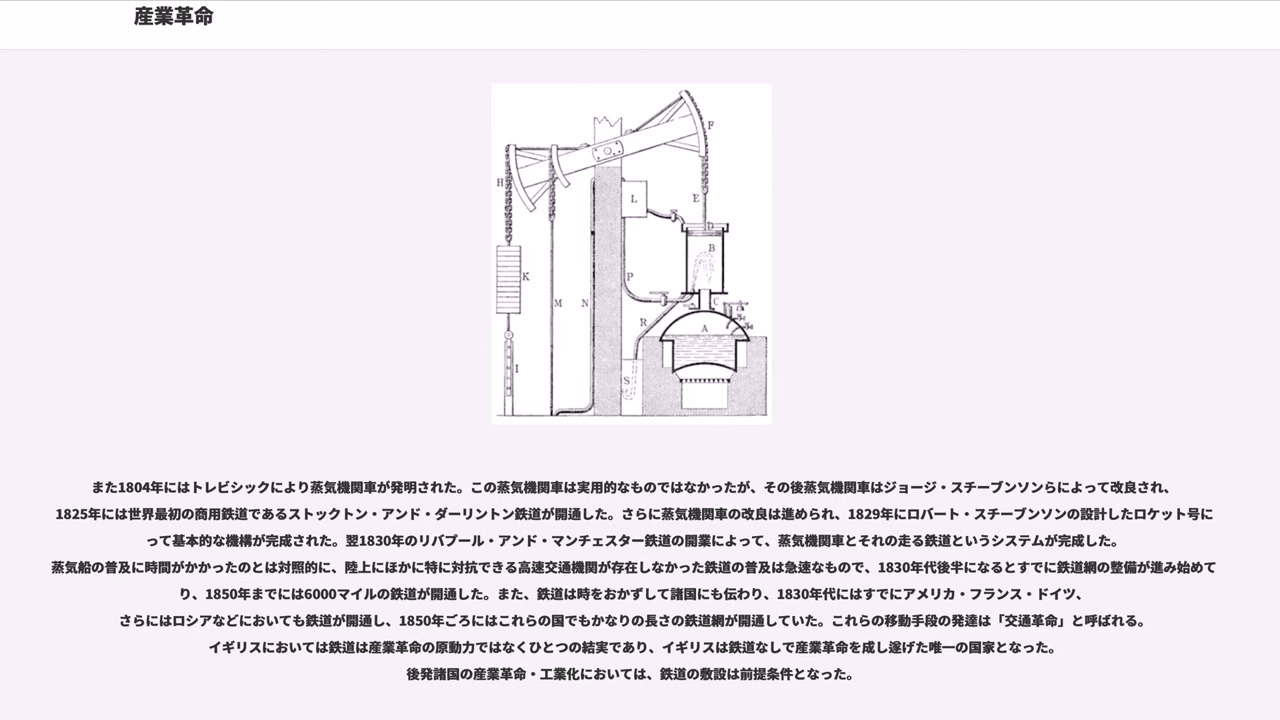 産業革命
F
H
L
E
D
B
K
P
M
N
C
R
A
I
S
また1804年にはトレビシックにより蒸気機関車が発明された。この蒸気機関車は実用的なものではなかったが、その後蒸気機関車はジョージ・スチーブンソンらによって改良され、
1825年には世界最初の商用鉄道であるストックトン・アンド・ダーリントン鉄道が開通した。さらに蒸気機関車の改良は進められ、1829年にロバート・スチーブンソンの設計したロケット号に
って基本的な機構が完成された。翌1830年のリバプール・アンド・マンチェスター鉄道の開業によって、蒸気機関車とそれの走る鉄道というシステムが完成した。
蒸気船の普及に時間がかかったのとは対照的に、陸上にほかに特に対抗できる高速交通機関が存在しなかった鉄道の普及は急速なもので、1830年代後半になるとすでに鉄道網の整備が進み始めて
り、1850年までには6000マイルの鉄道が開通した。また、鉄道は時をおかずして諸国にも伝わり、1830年代にはすでにアメリカ・フランス・ドイツ、
さらにはロシアなどにおいても鉄道が開通し、1850年ごろにはこれらの国でもかなりの長さの鉄道網が開通していた。これらの移動手段の発達は「交通革命」と呼ばれる。
イギリスにおいては鉄道は産業革命の原動力ではなくひとつの結実であり、イギリスは鉄道なしで産業革命を成し遂げた唯一の国家となった。
後発諸国の産業革命・工業化においては、鉄道の敷設は前提条件となった。